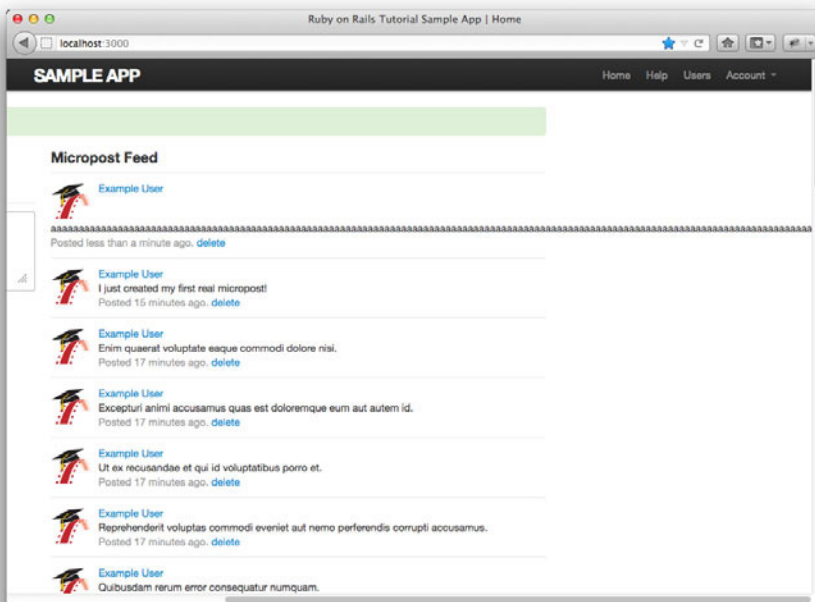 Ruby on Rails Tutorial Sample App | Home
localhost:3000
SAMPLE APP
Home Help Users Account
Micropost Feed
Example User
Posted less than a minute ago. delete
Example User
I just created my first real micropost!
Posted 15 minutes ago. delete
Example User
Enim quaerat voluptate eaque commodi dolore nisi.
Posted 17 minutes ago. delete
Example User
Excepturi animi accusamus quas est doloremque eum aut autem id.
Posted 17 minutes ago. delete
Example User
Ut ex recusandae et qui id voluptatibus porro et.
Posted 17 minutes ago. delete
Example User
Reprehenderit voluptas commodi eveniet aut nemo perferendis corrupti accusamus.
Posted 17 minutes ago. delete
Example User
Quibusdam rerum error consequatur numquam.